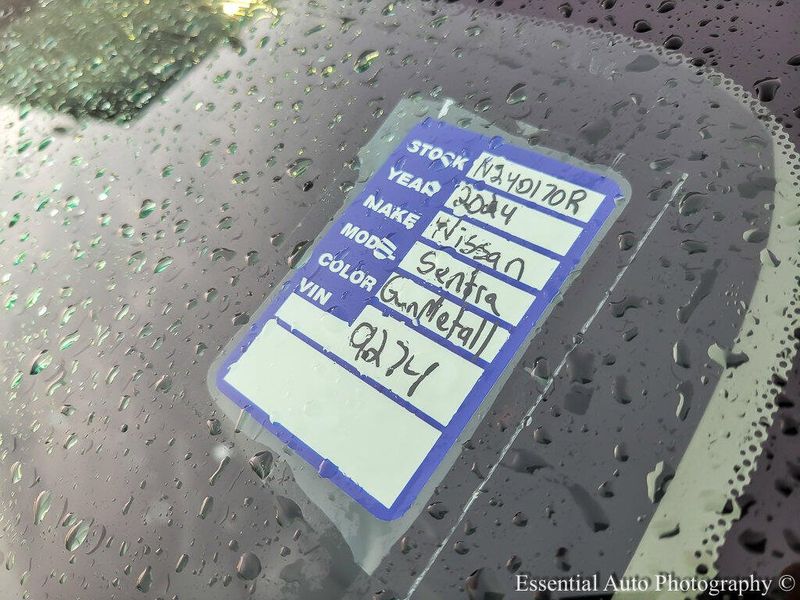 STOCK N240170R
YEAR 2024
MAKE Nissan
MODEL Sentra
COLOR GunMetall
VIN 9274
Essential Auto Photography ©